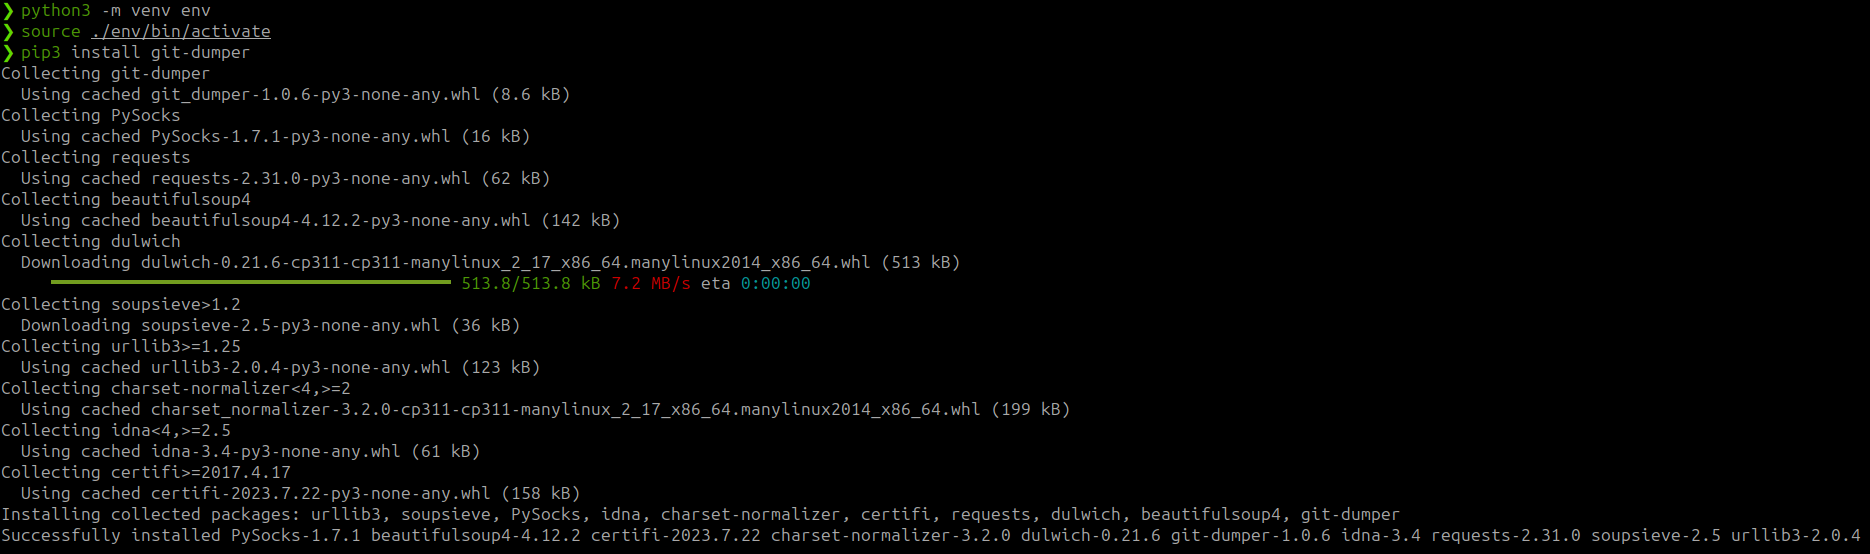 ❯ python3 -m venv env
❯ source ./env/bin/activate
❯ pip3 install git-dumper
Collecting git-dumper
  Using cached git_dumper-1.0.6-py3-none-any.whl (8.6 kB)
Collecting PySocks
  Using cached PySocks-1.7.1-py3-none-any.whl (16 kB)
Collecting requests
  Using cached requests-2.31.0-py3-none-any.whl (62 kB)
Collecting beautifulsoup4
  Using cached beautifulsoup4-4.12.2-py3-none-any.whl (142 kB)
Collecting dulwich
  Downloading dulwich-0.21.6-cp311-cp311-manylinux_2_17_x86_64.manylinux2014_x86_64.whl (513 kB)
     513.8/513.8 kB 7.2 MB/s eta 0:00:00
Collecting soupsieve>1.2
  Downloading soupsieve-2.5-py3-none-any.whl (36 kB)
Collecting urllib3>=1.25
  Using cached urllib3-2.0.4-py3-none-any.whl (123 kB)
Collecting charset-normalizer<4,>=2
  Using cached charset_normalizer-3.2.0-cp311-cp311-manylinux_2_17_x86_64.manylinux2014_x86_64.whl (199 kB)
Collecting idna<4,>=2.5
  Using cached idna-3.4-py3-none-any.whl (61 kB)
Collecting certifi>=2017.4.17
  Using cached certifi-2023.7.22-py3-none-any.whl (158 kB)
Installing collected packages: urllib3, soupsieve, PySocks, idna, charset-normalizer, certifi, requests, dulwich, beautifulsoup4, git-dumper
Successfully installed PySocks-1.7.1 beautifulsoup4-4.12.2 certifi-2023.7.22 charset-normalizer-3.2.0 dulwich-0.21.6 git-dumper-1.0.6 idna-3.4 requests-2.31.0 soupsieve-2.5 urllib3-2.0.4